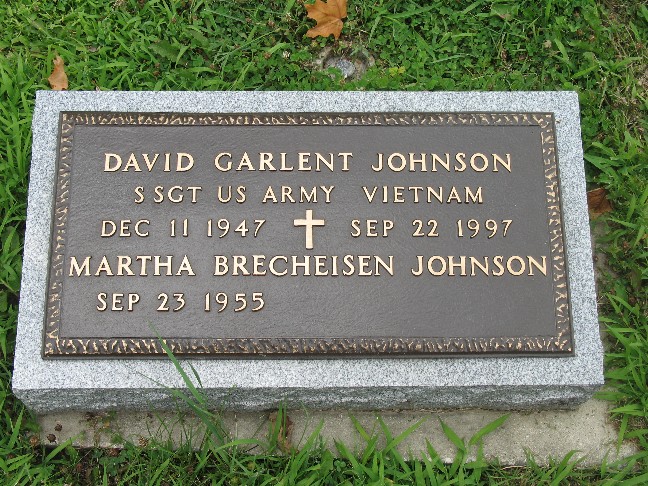 DAVID GARLENT JOHNSON
SSGT US ARMY VIETNAM
DEC 11 1947 SEP 22 1997
MARTHA BRECHEISEN JOHNSON
SEP 23 1955